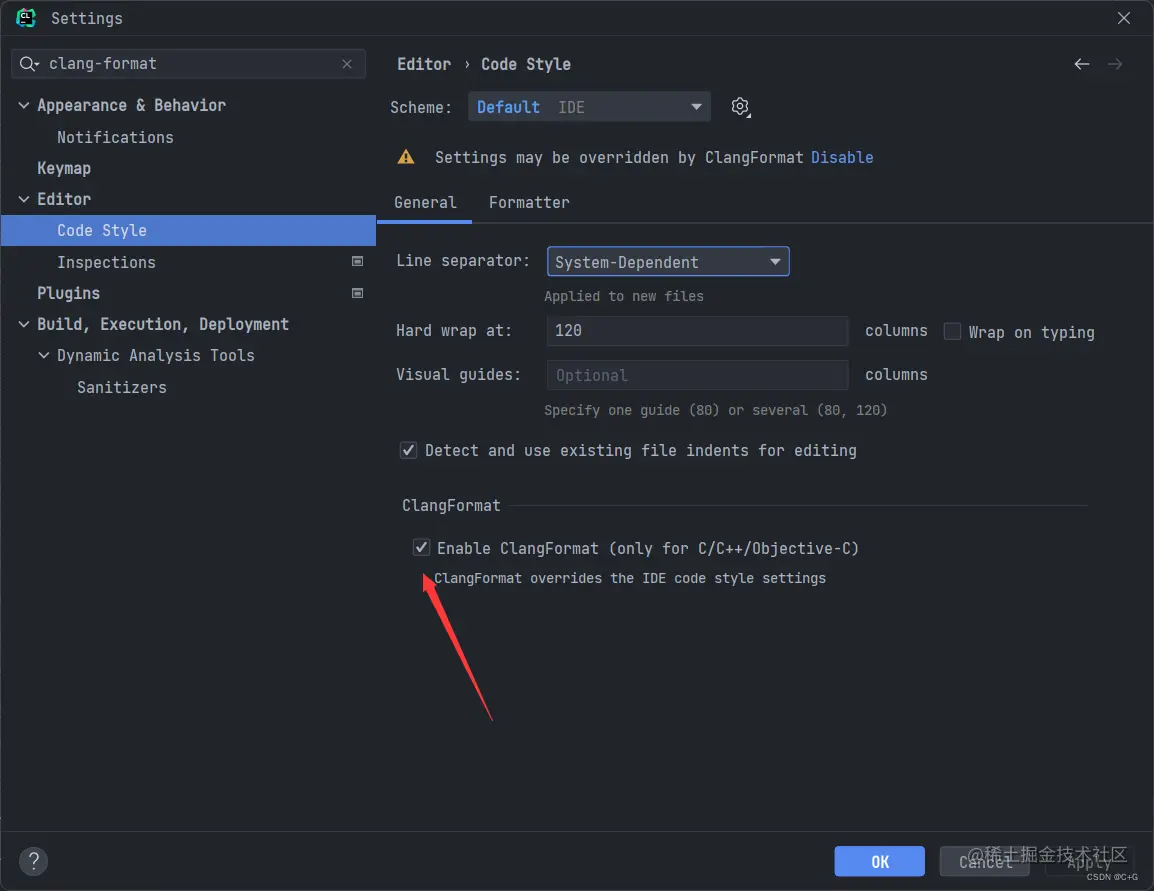 CL
Settings
clang-format
Appearance & Behavior
Notifications
Keymap
Editor
Code Style
Inspections
Plugins
Build, Execution, Deployment
Dynamic Analysis Tools
Sanitizers
Editor › Code Style
Scheme: Default IDE
Settings may be overridden by ClangFormat Disable
General Formatter
Line separator: System-Dependent
Applied to new files
Hard wrap at: 120 columns Wrap on typing
Visual guides: Optional columns
Specify one guide (80) or several (80, 120)
Detect and use existing file indents for editing
ClangFormat
Enable ClangFormat (only for C/C++/Objective-C)
ClangFormat overrides the IDE code style settings
? OK Cancel Apply
@稀土掘金技术社区
CSDN @C+G